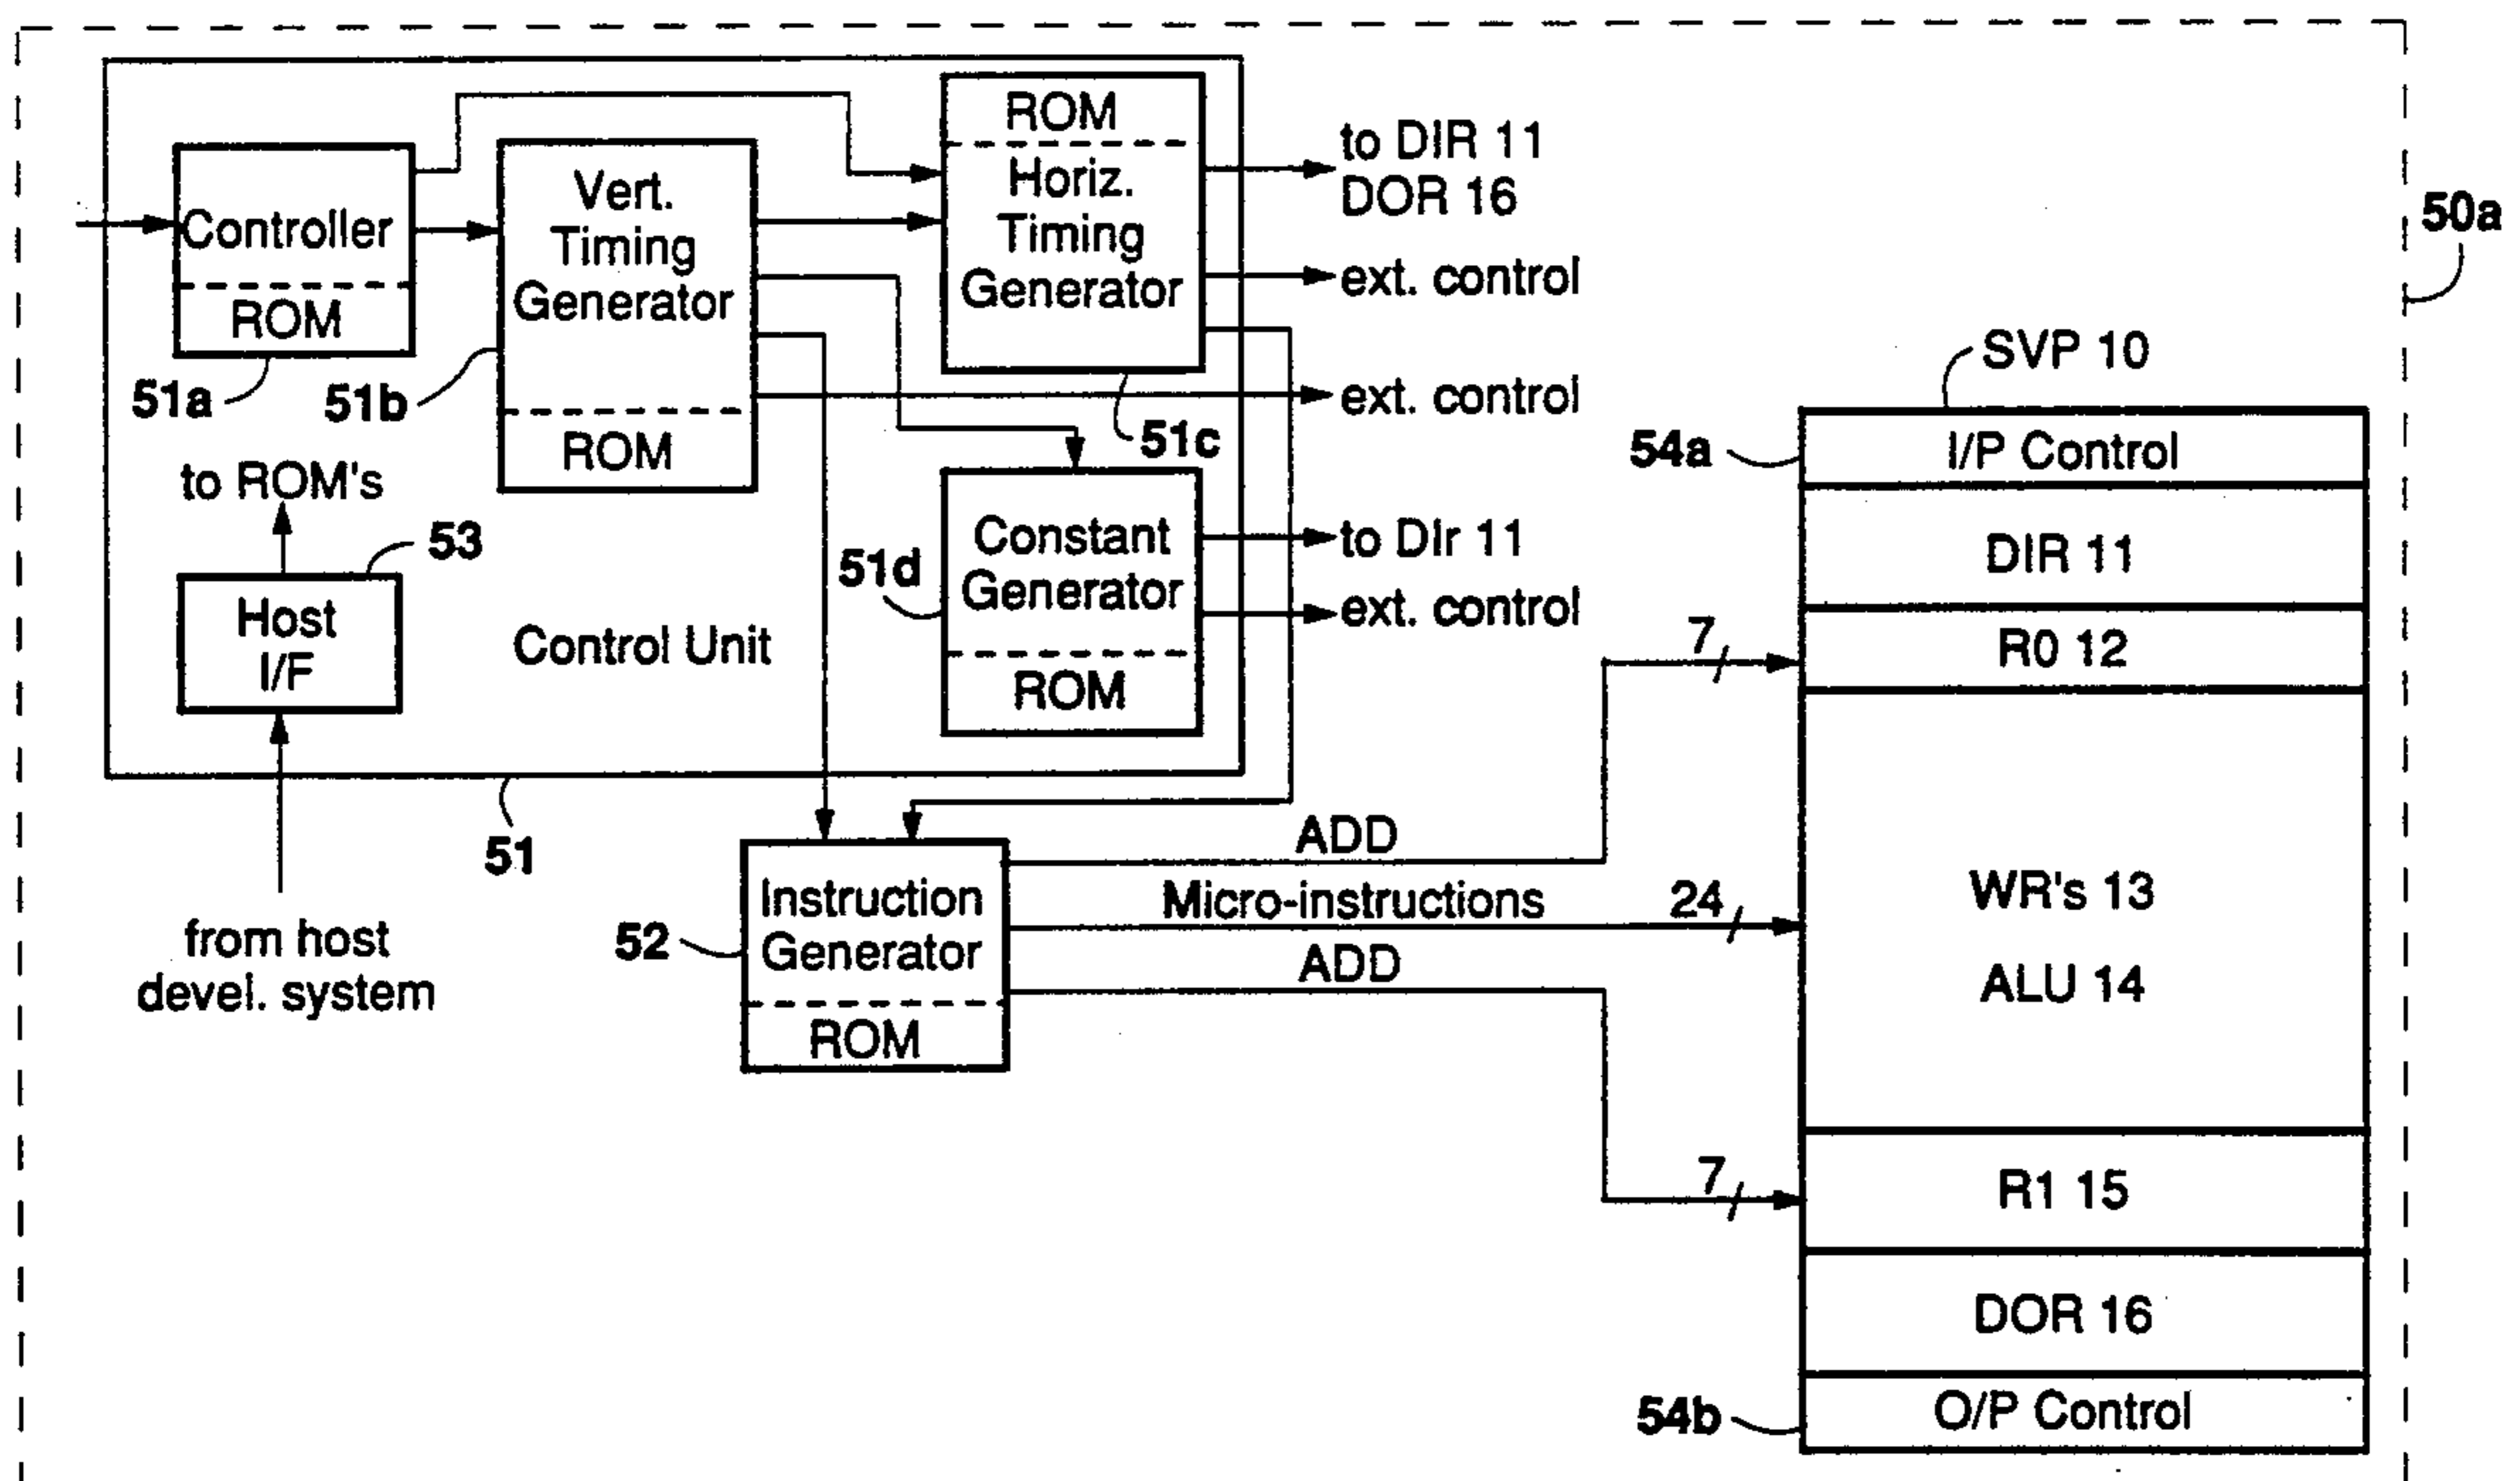 ROM
Horiz.
Timing
Generator
to DIR 11
DOR 16
ext. control
Controller
ROM
51a
Vert.
Timing
Generator
ROM
51b
50a
ext. control
51c
SVP 10
54a
I/P Control
DIR 11
R0 12
WR's 13
ALU 14
R1 15
DOR 16
O/P Control
54b
to ROM's
53
Host
I/F
Control Unit
51d
Constant
Generator
ROM
to DIr 11
ext. control
7
51
from host
devel. system
52
Instruction
Generator
ROM
ADD
Micro-instructions
24
ADD
7